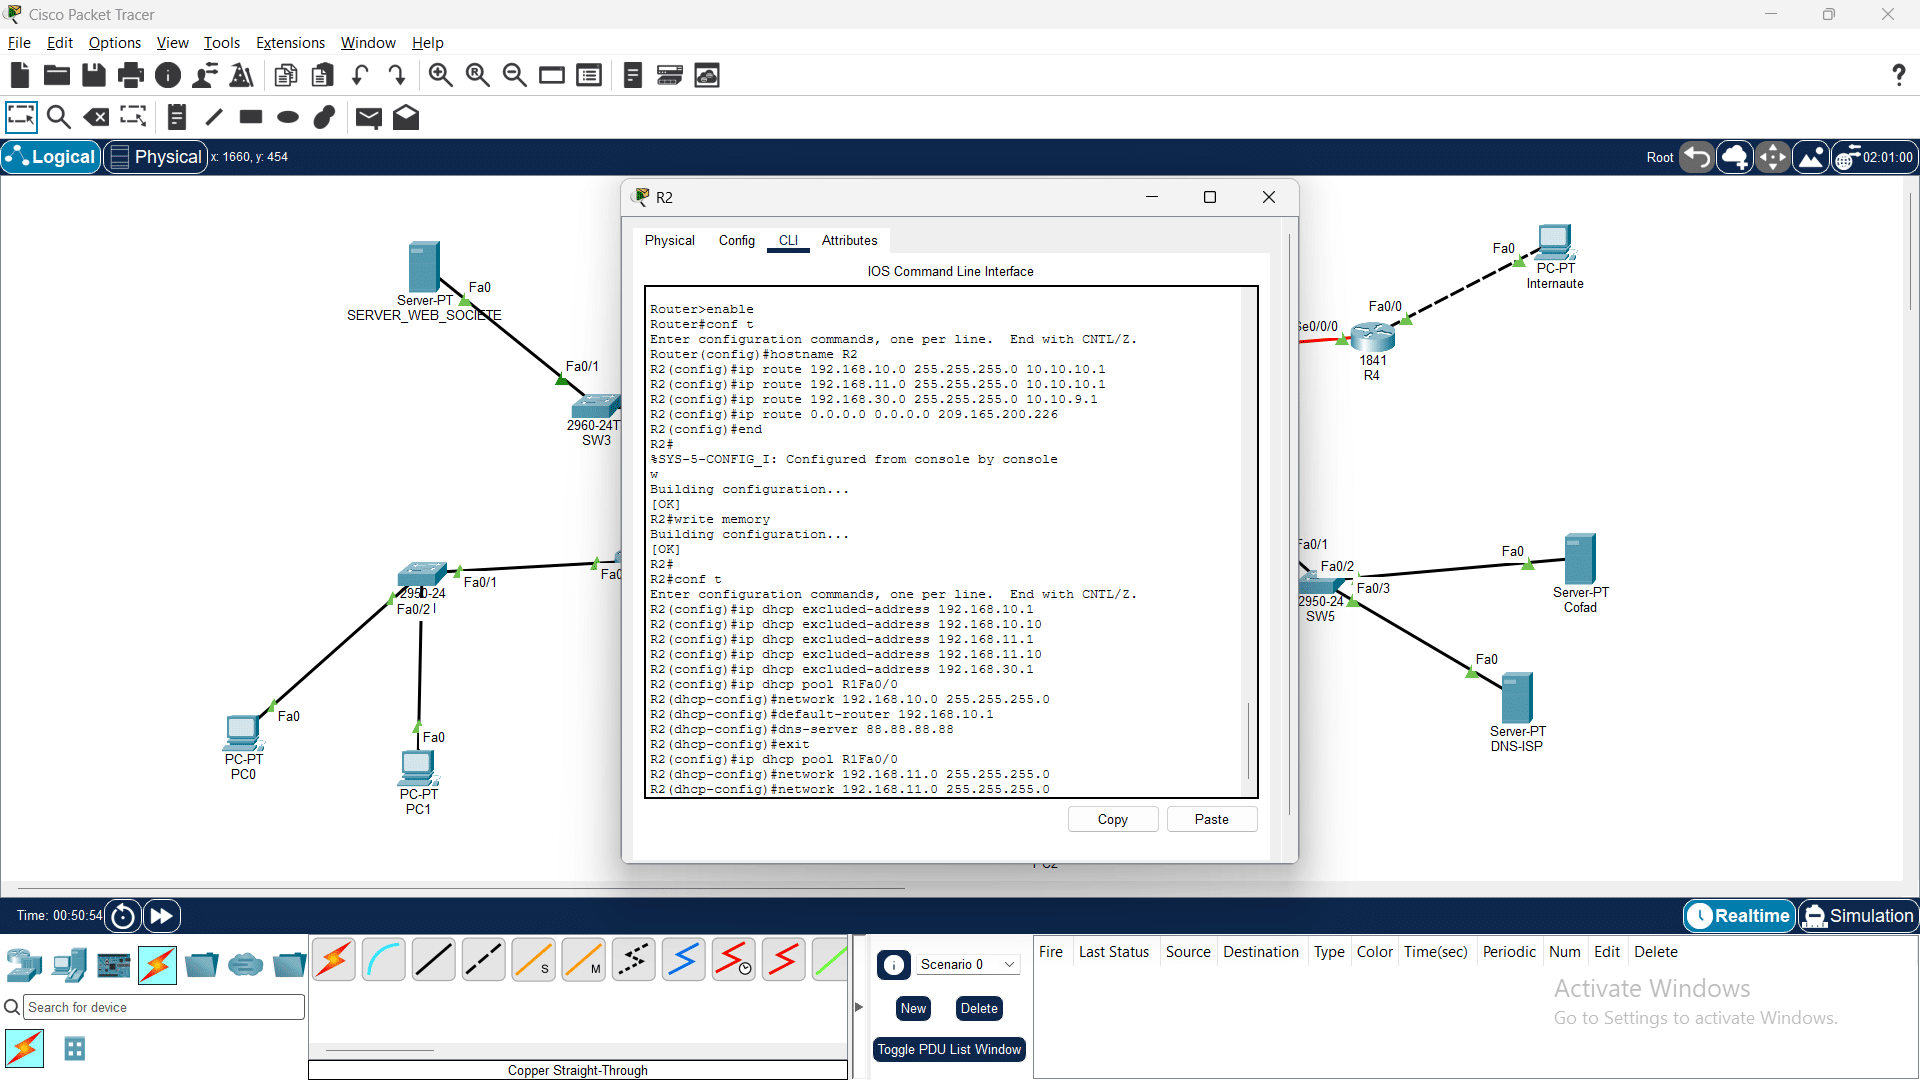 Cisco Packet Tracer
File Edit Options View Tools Extensions Window Help
Logical Physical x: 1660, y: 454
Root 02:01:00
R2
Physical Config CLI Attributes
IOS Command Line Interface
Router>enable
Router#conf t
Enter configuration commands, one per line.  End with CNTL/Z.
Router(config)#hostname R2
R2(config)#ip route 192.168.10.0 255.255.255.0 10.10.10.1
R2(config)#ip route 192.168.11.0 255.255.255.0 10.10.10.1
R2(config)#ip route 192.168.30.0 255.255.255.0 10.10.9.1
R2(config)#ip route 0.0.0.0 0.0.0.0 209.165.200.226
R2(config)#end
R2#
%SYS-5-CONFIG_I: Configured from console by console
w
Building configuration...
[OK]
R2#write memory
Building configuration...
[OK]
R2#
R2#conf t
Enter configuration commands, one per line.  End with CNTL/Z.
R2(config)#ip dhcp excluded-address 192.168.10.1
R2(config)#ip dhcp excluded-address 192.168.10.10
R2(config)#ip dhcp excluded-address 192.168.11.1
R2(config)#ip dhcp excluded-address 192.168.11.10
R2(config)#ip dhcp excluded-address 192.168.30.1
R2(config)#ip dhcp pool R1Fa0/0
R2(dhcp-config)#network 192.168.10.0 255.255.255.0
R2(dhcp-config)#default-router 192.168.10.1
R2(dhcp-config)#dns-server 88.88.88.88
R2(dhcp-config)#exit
R2(config)#ip dhcp pool R1Fa0/0
R2(dhcp-config)#network 192.168.11.0 255.255.255.0
R2(dhcp-config)#network 192.168.11.0 255.255.255.0
Copy Paste
Fa0
Server-PT
SERVER_WEB_SOCIETE
Fa0/1
2960-24T
SW3
Fa0/1
2950-24
Fa0/2
Fa0
PC-PT
PC0
Fa0
PC-PT
PC1
Fa0
PC-PT
Internaute
Fa0/0
Se0/0/0
1841
R4
Fa0/1
Fa0/2
Fa0/3
2950-24
SW5
Fa0
Server-PT
Cofad
Fa0
Server-PT
DNS-ISP
PC2
Time: 00:50:54
Realtime Simulation
Search for device
S
M
Copper Straight-Through
Scenario 0
New Delete
Toggle PDU List Window
Fire Last Status Source Destination Type Color Time(sec) Periodic Num Edit Delete
Activate Windows
Go to Settings to activate Windows.